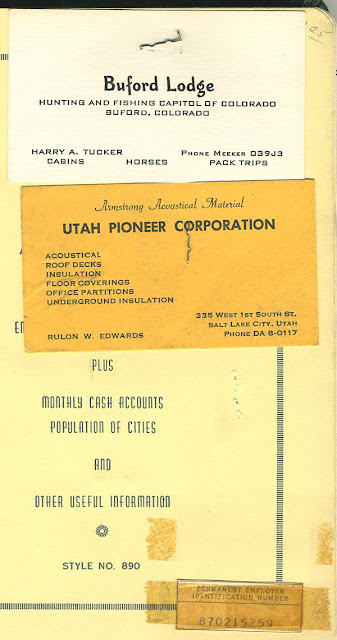 Buford Lodge
HUNTING AND FISHING CAPITOL OF COLORADO
BUFORD, COLORADO
HARRY A. TUCKER PHONE MEEKER 039J3
CABINS HORSES PACK TRIPS
Armstrong Acoustical Material
UTAH PIONEER CORPORATION
ACOUSTICAL
ROOF DECKS
INSULATION
FLOOR COVERINGS
OFFICE PARTITIONS
UNDERGROUND INSULATION
335 WEST 1ST SOUTH ST.
SALT LAKE CITY, UTAH
RULON W. EDWARDS PHONE DA 8-0117
PLUS
MONTHLY CASH ACCOUNTS
POPULATION OF CITIES
AND
OTHER USEFUL INFORMATION
STYLE NO. 890
PERMANENT EMPLOYER
IDENTIFICATION NUMBER
870215259